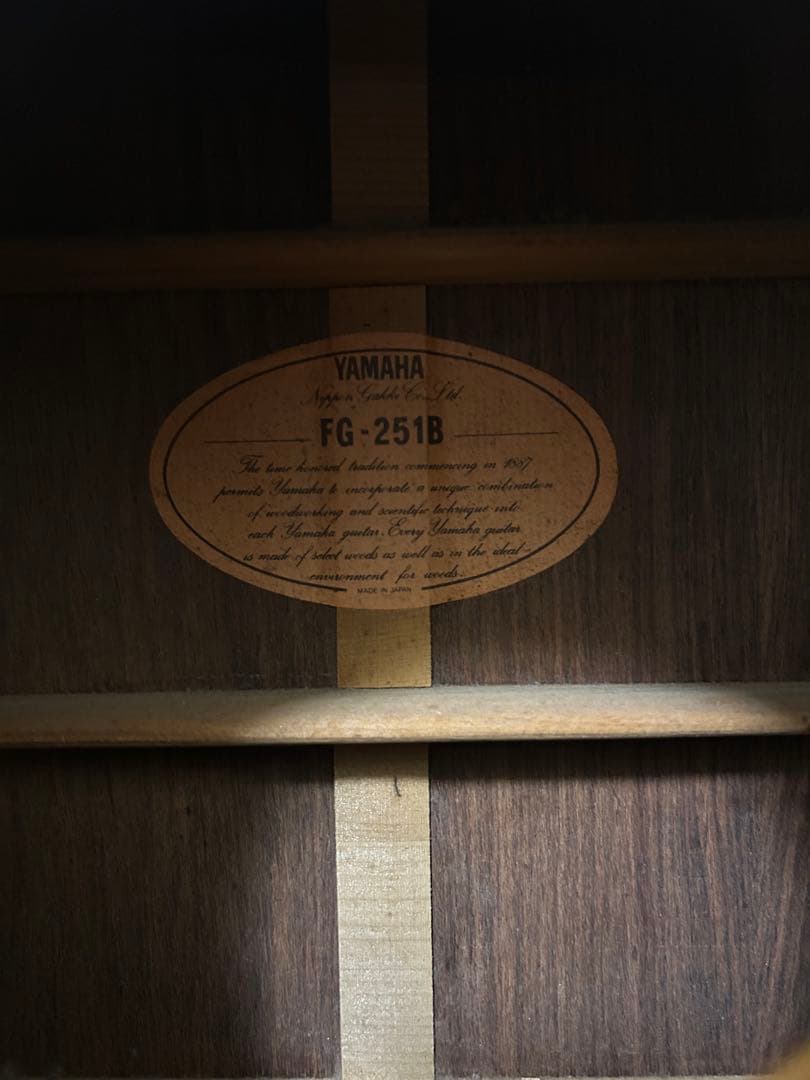 YAMAHA
Nippon Gakki Co., Ltd.
FG-251B
The time honored tradition commencing in 1887
permits Yamaha to incorporate a unique combination
of woodworking and scientific technique into
each Yamaha guitar. Every Yamaha guitar
is made of select woods as well as in the ideal
environment for woods.
MADE IN JAPAN